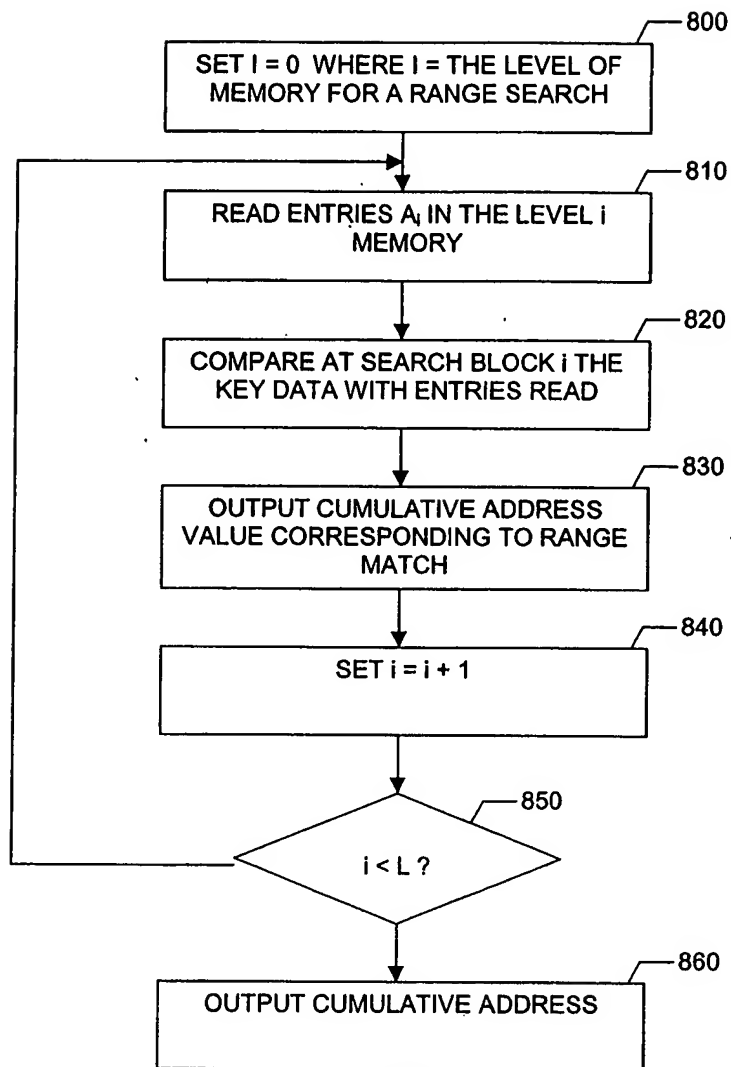 800
SET I = 0 WHERE I = THE LEVEL OF
MEMORY FOR A RANGE SEARCH
810
READ ENTRIES Ai IN THE LEVEL i
MEMORY
820
COMPARE AT SEARCH BLOCK i THE
KEY DATA WITH ENTRIES READ
830
OUTPUT CUMULATIVE ADDRESS
VALUE CORRESPONDING TO RANGE
MATCH
840
SET i = i + 1
850
i < L ?
860
OUTPUT CUMULATIVE ADDRESS